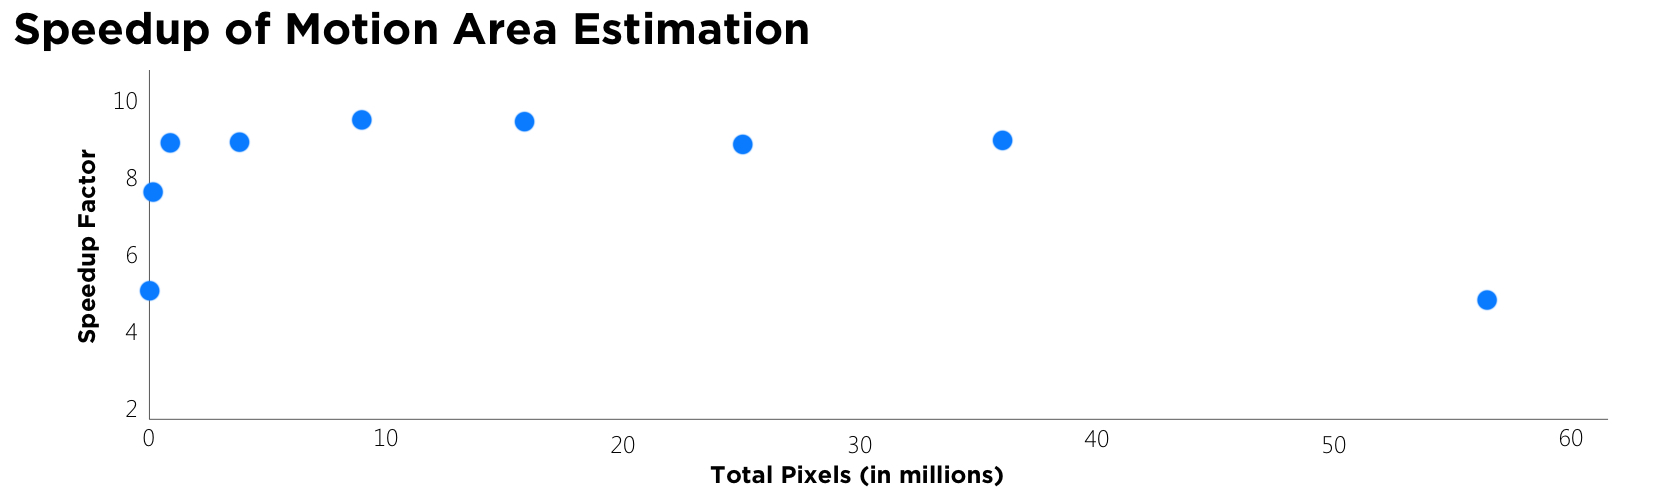 Speedup of Motion Area Estimation
10
8
6
4
2
Speedup Factor
0 10 20 30 40 50 60
Total Pixels (in millions)